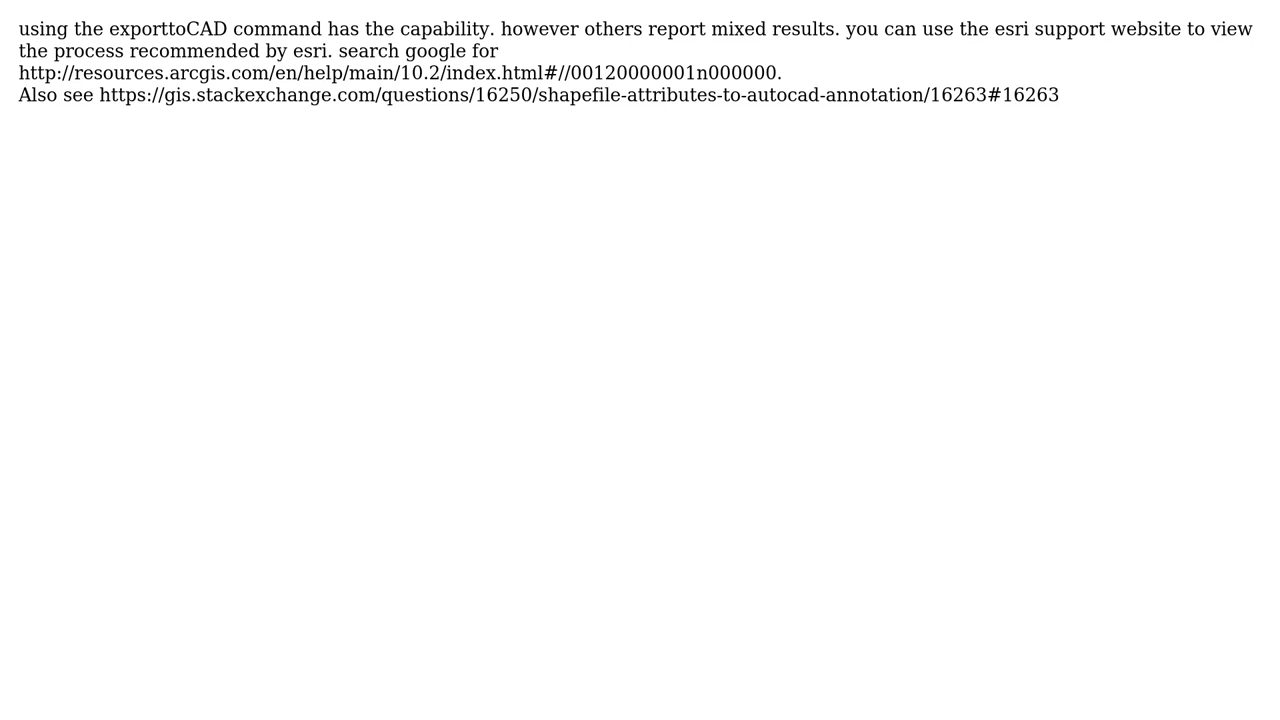 using the exporttoCAD command has the capability. however others report mixed results. you can use the esri support website to view
the process recommended by esri. search google for
http://resources.arcgis.com/en/help/main/10.2/index.html#//00120000001n000000.
Also see https://gis.stackexchange.com/questions/16250/shapefile-attributes-to-autocad-annotation/16263#16263